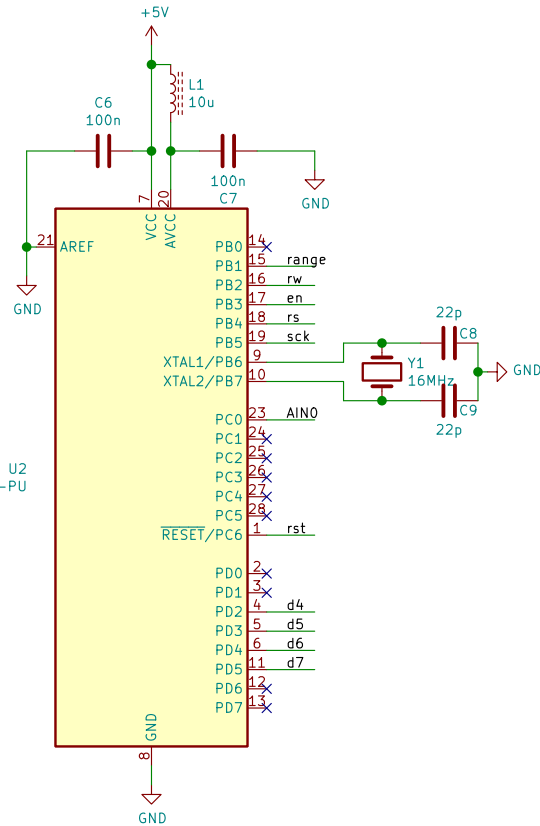 +5V
L1
10u
C6
100n
100n
C7
GND
7
20
VCC
AVCC
21
AREF
GND
PB0
14
PB1
15
range
PB2
16
rw
PB3
17
en
PB4
18
rs
PB5
19
sck
XTAL1/PB6
9
XTAL2/PB7
10
22p
C8
Y1
16MHz
GND
C9
22p
PC0
23
AIN0
PC1
24
PC2
25
PC3
26
PC4
27
PC5
28
RESET/PC6
1
rst
U2
-PU
PD0
2
PD1
3
PD2
4
d4
PD3
5
d5
PD4
6
d6
PD5
11
d7
PD6
12
PD7
13
GND
8
GND